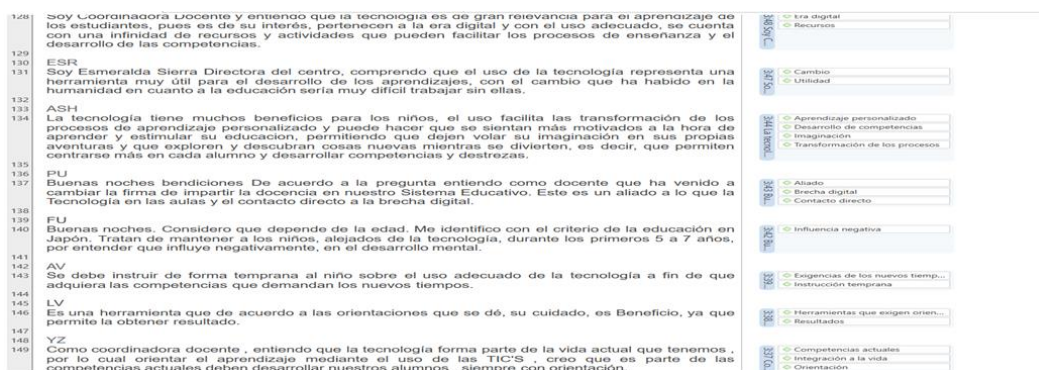 128 Soy Coordinadora Docente y entiendo que la tecnología es de gran relevancia para el aprendizaje de
los estudiantes, pues es de su interés, pertenecen a la era digital y con el uso adecuado, se cuenta
con una infinidad de recursos y actividades que pueden facilitar los procesos de enseñanza y el
desarrollo de las competencias.
346 Soy C...
Era digital
Recursos
129
130 ESR
131 Soy Esmeralda Sierra Directora del centro, comprendo que el uso de la tecnología representa una
herramienta muy útil para el desarrollo de los aprendizajes, con el cambio que ha habido en la
humanidad en cuanto a la educación sería muy difícil trabajar sin ellas.
347 So...
Cambio
Utilidad
132
133 ASH
134 La tecnología tiene muchos beneficios para los niños, el uso facilita las transformación de los
procesos de aprendizaje personalizado y puede hacer que se sientan más motivados a la hora de
aprender y estimular su educacion, permitiendo que dejen volar su imaginación en sus propias
aventuras y que exploren y descubran cosas nuevas mientras se divierten, es decir, que permiten
centrarse más en cada alumno y desarrollar competencias y destrezas.
344 La tecnol...
Aprendizaje personalizado
Desarrollo de competencias
Imaginación
Transformación de los procesos
135
136 PU
137 Buenas noches bendiciones De acuerdo a la pregunta entiendo como docente que ha venido a
cambiar la firma de impartir la docencia en nuestro Sistema Educativo. Este es un aliado a lo que la
Tecnología en las aulas y el contacto directo a la brecha digital.
343 Bu...
Aliado
Brecha digital
Contacto directo
138
139 FU
140 Buenas noches. Considero que depende de la edad. Me identifico con el criterio de la educación en
Japón. Tratan de mantener a los niños, alejados de la tecnología, durante los primeros 5 a 7 años,
por entender que influye negativamente, en el desarrollo mental.
342 Bu...
Influencia negativa
141
142 AV
143 Se debe instruir de forma temprana al niño sobre el uso adecuado de la tecnología a fin de que
adquiera las competencias que demandan los nuevos tiempos.
339...
Exigencias de los nuevos tiemp...
Instrucción temprana
144
145 LV
146 Es una herramienta que de acuerdo a las orientaciones que se dé, su cuidado, es Beneficio, ya que
permite la obtener resultado.
338...
Herramientas que exigen orien...
Resultados
147
148 YZ
149 Como coordinadora docente , entiendo que la tecnología forma parte de la vida actual que tenemos ,
por lo cual orientar el aprendizaje mediante el uso de las TIC'S , creo que es parte de las
competencias actuales deben desarrollar nuestros alumnos , siempre con orientación.
337 Co...
Competencias actuales
Integración a la vida
Orientación